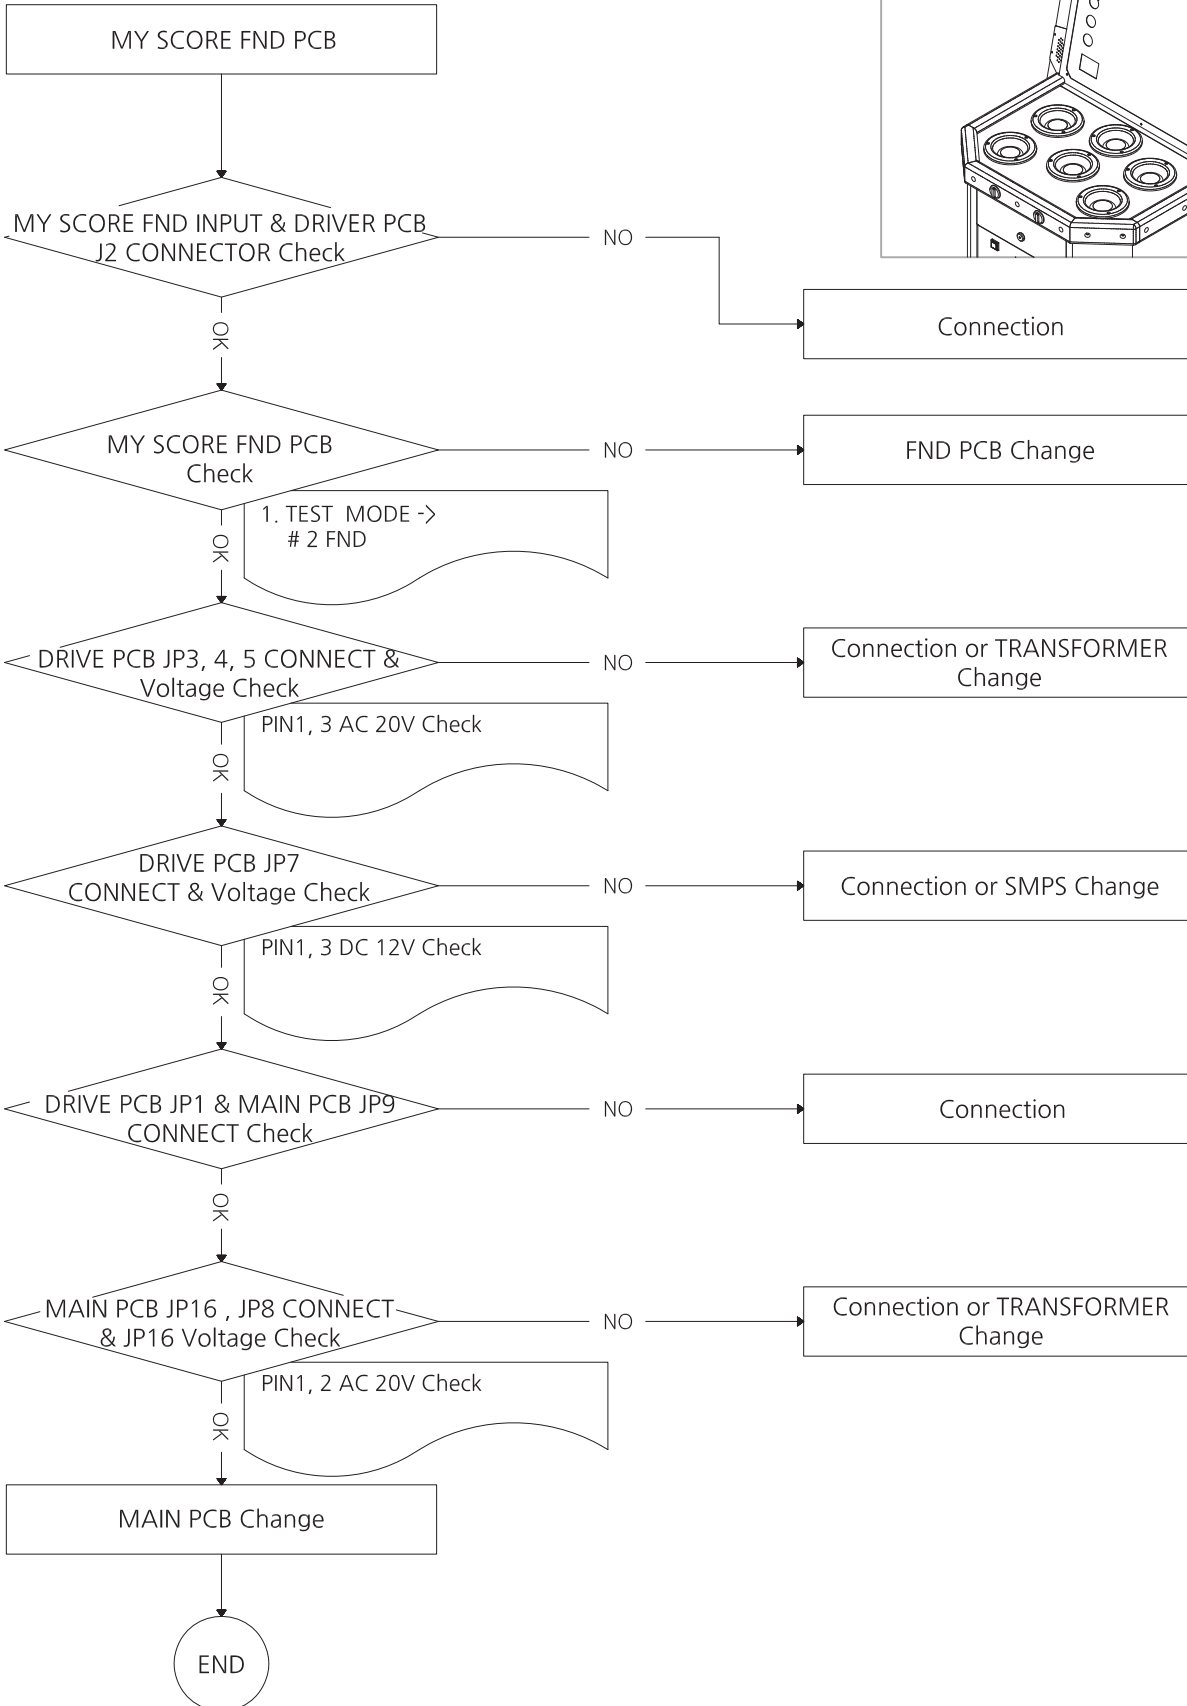 MY SCORE FND PCB
MY SCORE FND INPUT & DRIVER PCB
J2 CONNECTOR Check
NO
Connection
OK
MY SCORE FND PCB
Check
NO
FND PCB Change
1. TEST MODE ->
# 2 FND
OK
DRIVE PCB JP3, 4, 5 CONNECT &
Voltage Check
NO
Connection or TRANSFORMER
Change
PIN1, 3 AC 20V Check
OK
DRIVE PCB JP7
CONNECT & Voltage Check
NO
Connection or SMPS Change
PIN1, 3 DC 12V Check
OK
DRIVE PCB JP1 & MAIN PCB JP9
CONNECT Check
NO
Connection
OK
MAIN PCB JP16 , JP8 CONNECT
& JP16 Voltage Check
NO
Connection or TRANSFORMER
Change
PIN1, 2 AC 20V Check
OK
MAIN PCB Change
END